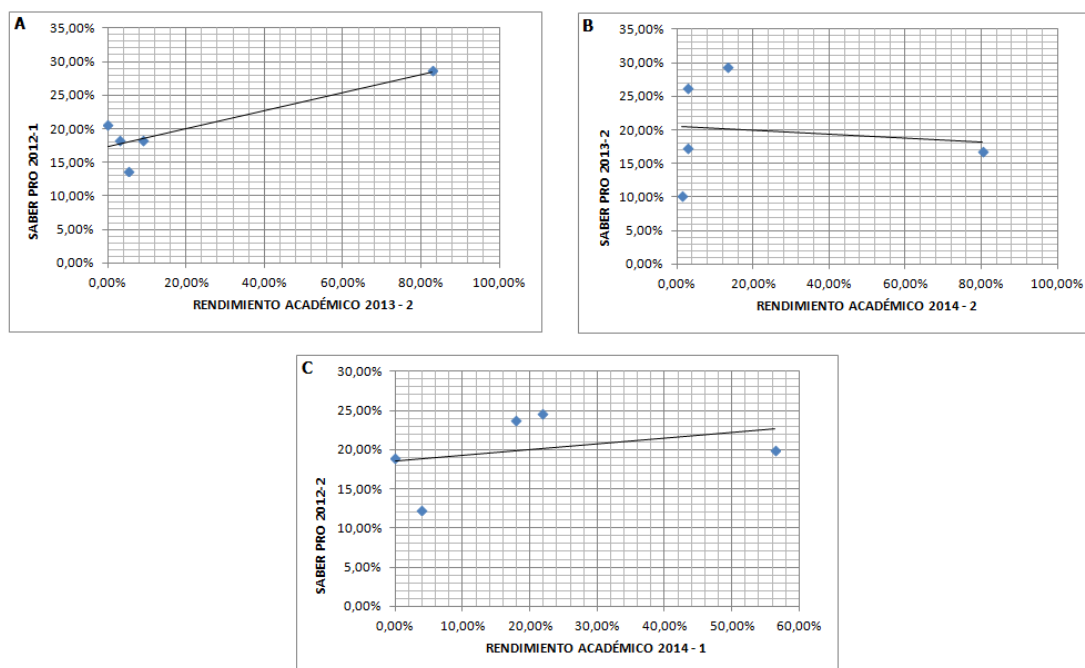 A
35,00%
30,00%
25,00%
20,00%
15,00%
10,00%
5,00%
0,00%
SABER PRO 2012-1
0,00% 20,00% 40,00% 60,00% 80,00% 100,00%
RENDIMIENTO ACADÉMICO 2013 - 2
B
35,00%
30,00%
25,00%
20,00%
15,00%
10,00%
5,00%
0,00%
SABER PRO 2013-2
0,00% 20,00% 40,00% 60,00% 80,00% 100,00%
RENDIMIENTO ACADÉMICO 2014 - 2
C
30,00%
25,00%
20,00%
15,00%
10,00%
5,00%
0,00%
SABER PRO 2012-2
0,00% 10,00% 20,00% 30,00% 40,00% 50,00% 60,00%
RENDIMIENTO ACADÉMICO 2014 - 1